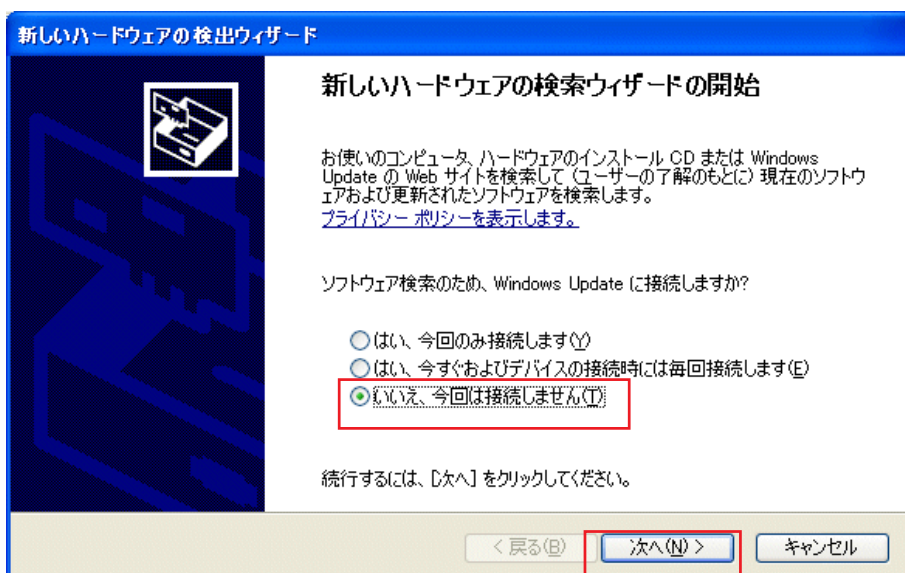 新しいハードウェアの検出ウィザード
新しいハードウェアの検索ウィザードの開始
お使いのコンピュータ、ハードウェアのインストール CD または Windows
Update の Web サイトを検索して (ユーザーの了解のもとに) 現在のソフトウ
ェアおよび更新されたソフトウェアを検索します。
プライバシー ポリシーを表示します。
ソフトウェア検索のため、Windows Update に接続しますか?
はい、今回のみ接続します(Y)
はい、今すぐおよびデバイスの接続時には毎回接続します(E)
いいえ、今回は接続しません(T)
続行するには、[次へ] をクリックしてください。
< 戻る(B)
次へ(N) >
キャンセル